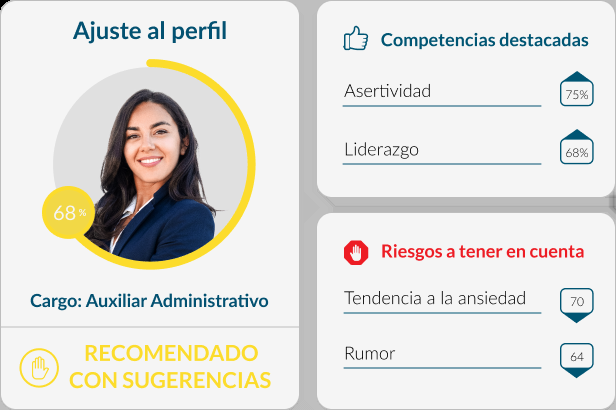 Ajuste al perfil
68%
Cargo: Auxiliar Administrativo
RECOMENDADO
CON SUGERENCIAS
Competencias destacadas
Asertividad
75%
Liderazgo
68%
Riesgos a tener en cuenta
Tendencia a la ansiedad
70
Rumor
64